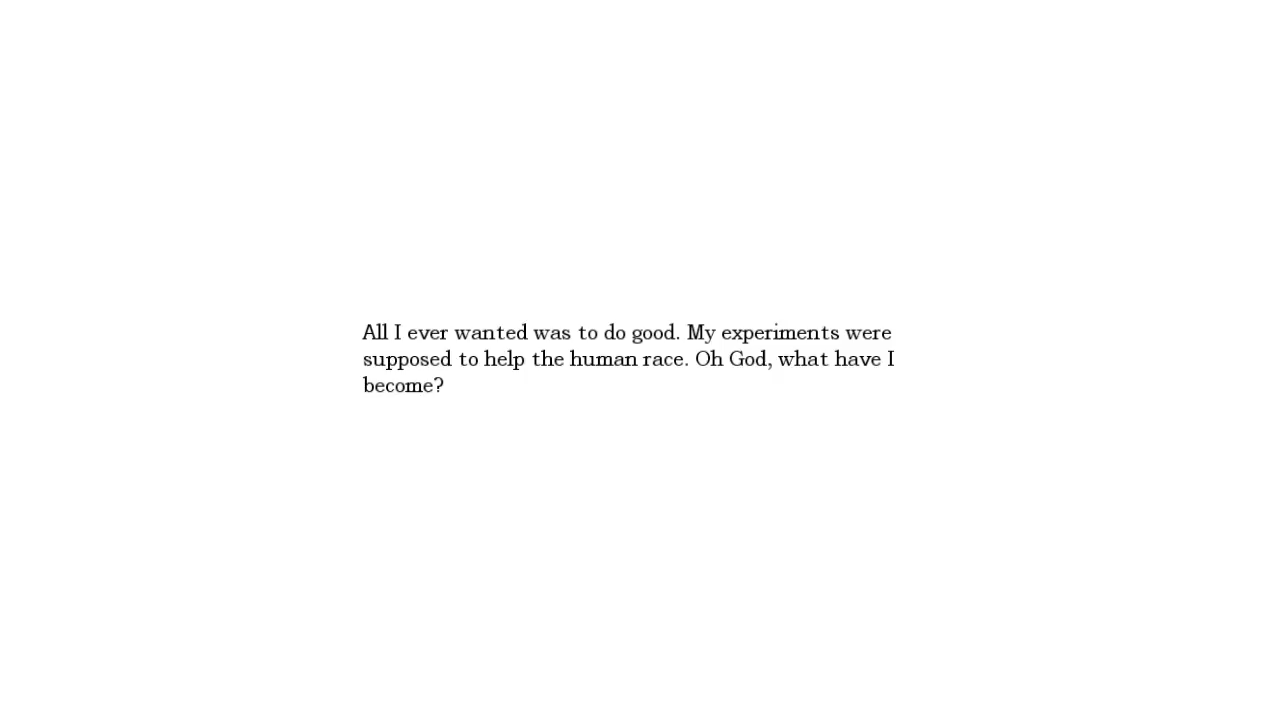 All I ever wanted was to do good. My experiments were
supposed to help the human race. Oh God, what have I
become?